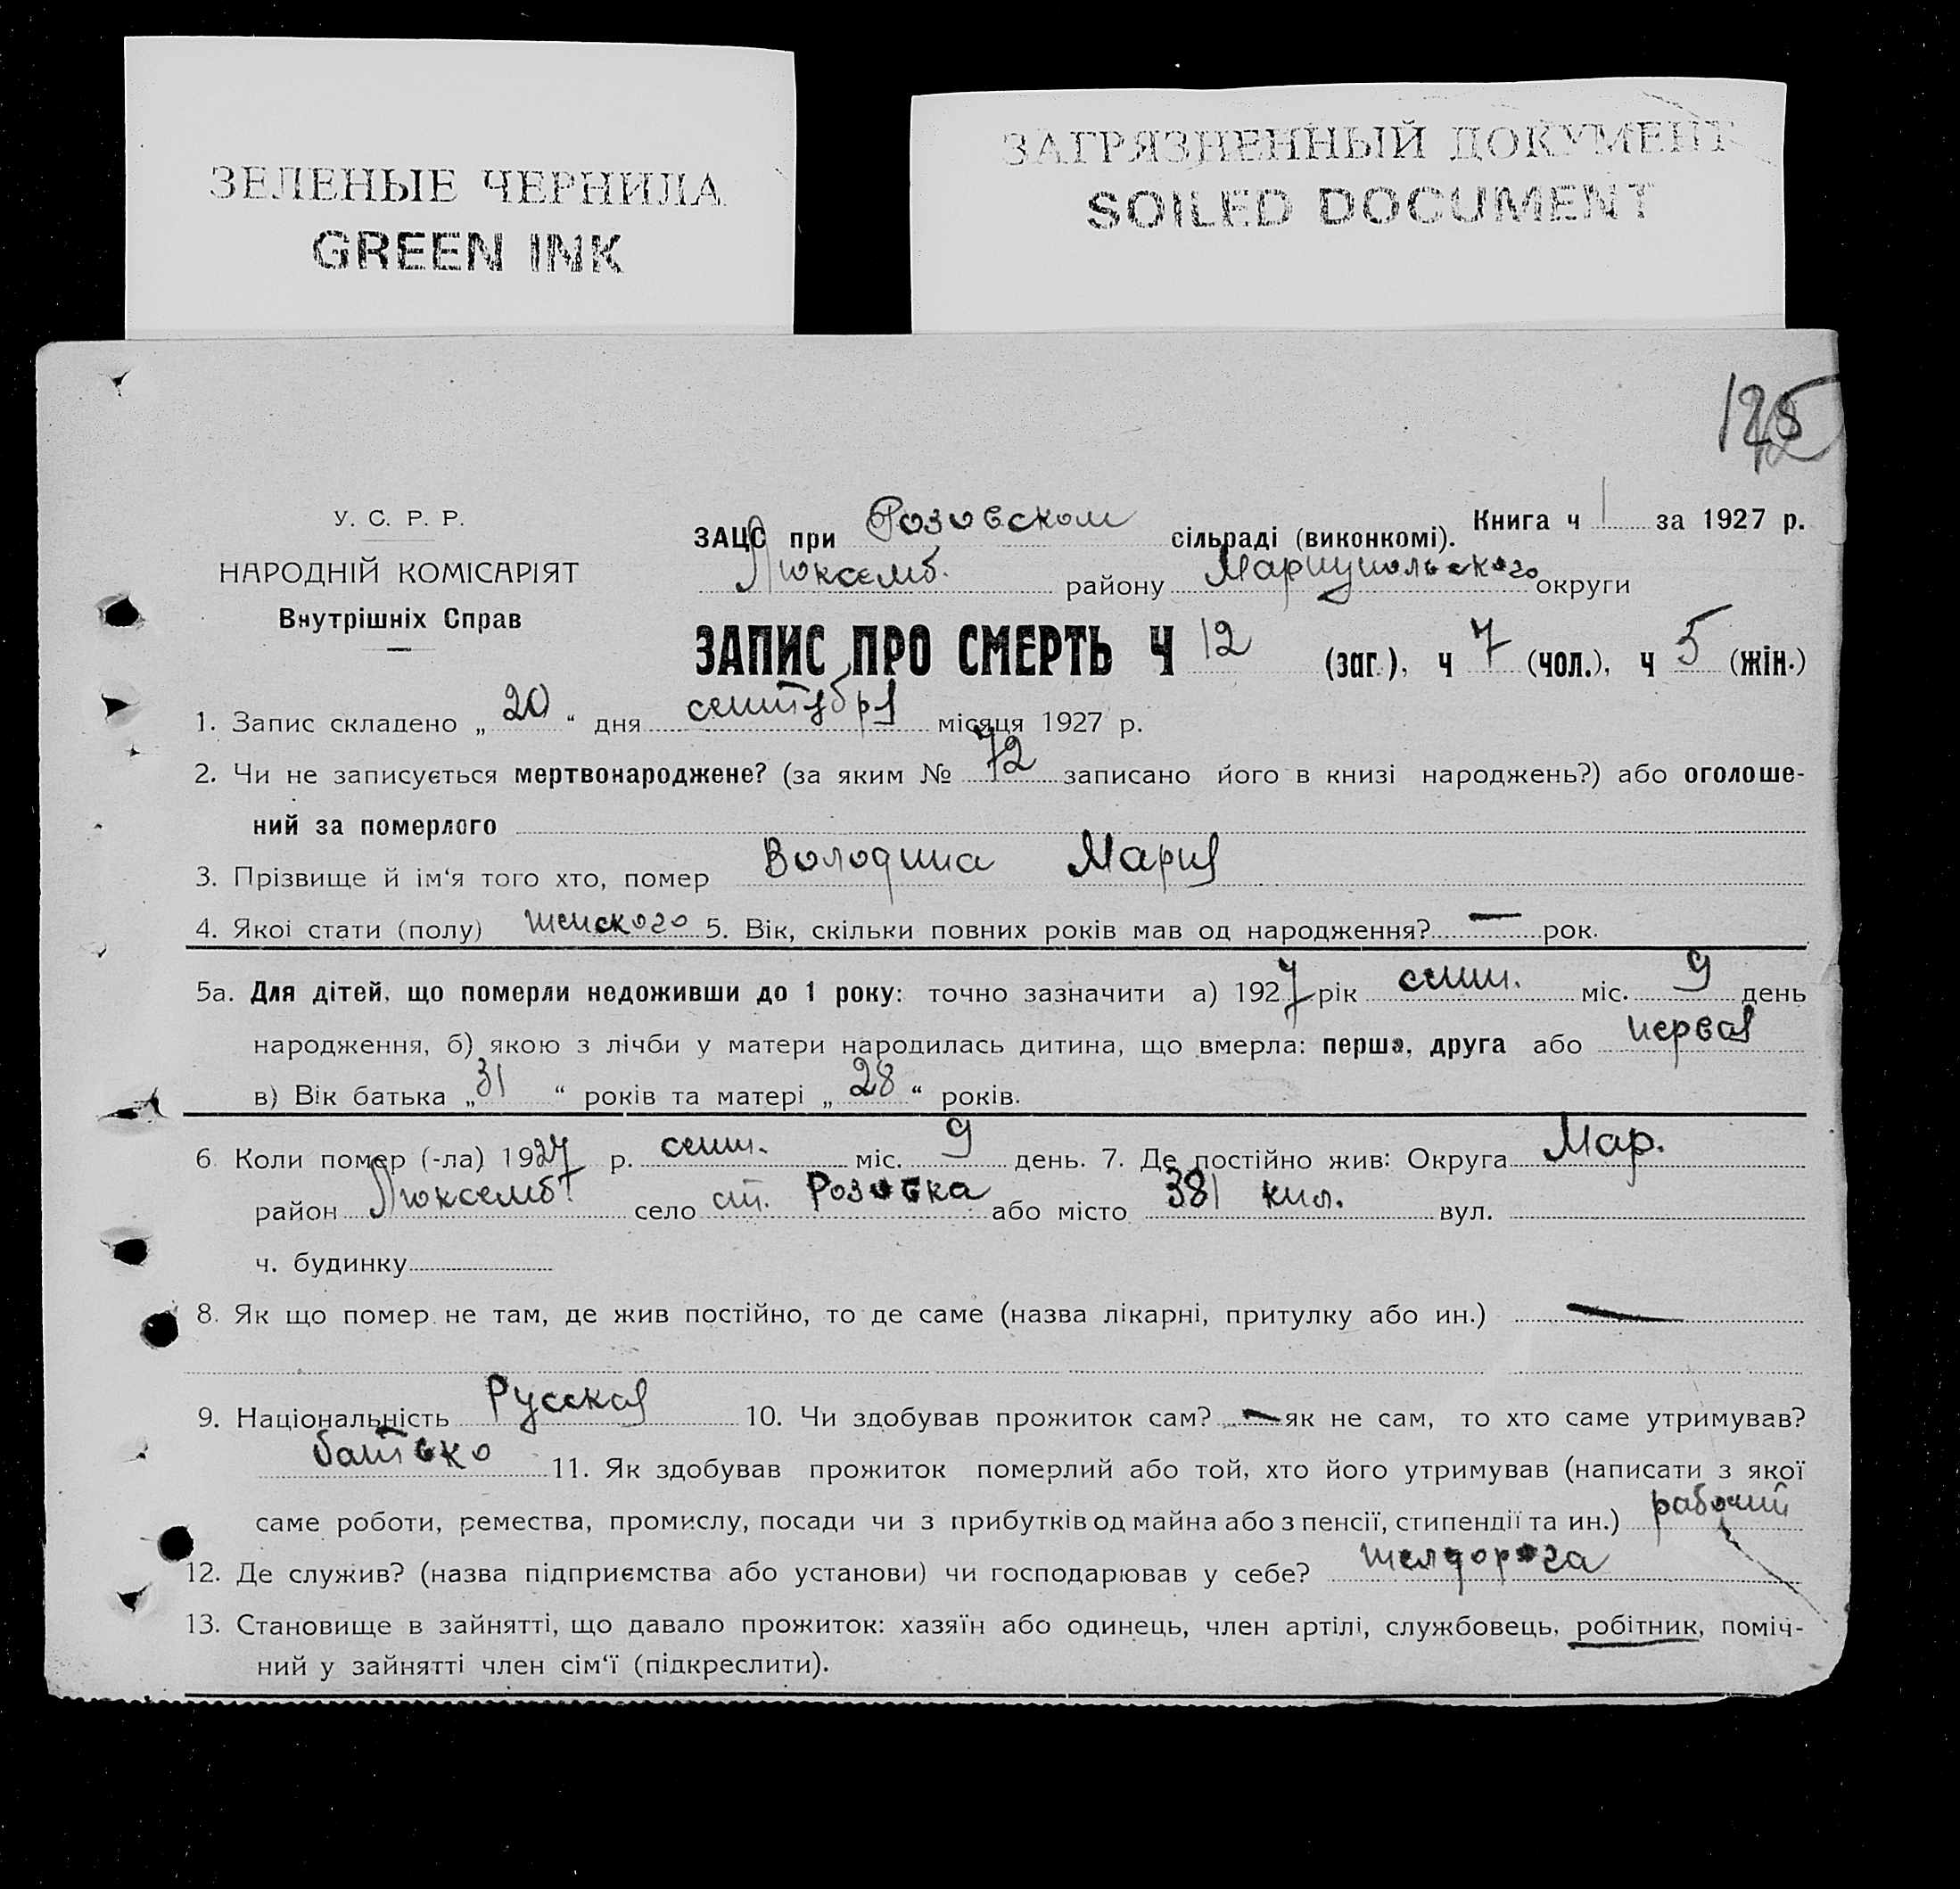 ЗЕЛЕНЫЕ ЧЕРНИЛА
GREEN INK
ЗАГРЯЗНЕННЫЙ ДОКУМЕНТ
SOILED DOCUMENT
У. С. Р. Р.
НАРОДНІЙ КОМІСАРІЯТ
Внутрішніх Справ
ЗАЦС при Розовском сільраді (виконкомі). Книга ч 1 за 1927 р.
Люксемб. району Мариупольского округи
ЗАПИС ПРО СМЕРТЬ Ч 12 (заг.), ч 7 (чол.), ч 5 (жін.)
1. Запис складено „ 20 “ дня сентября місяця 1927 р.
2. Чи не записується мертвонароджене? (за яким № 72 записано його в книзі народжень?) або оголоше-
ний за померлого
3. Прізвище й ім‘я того хто, помер Володина Мария
4. Якої стати (полу) женского 5. Вік, скільки повних років мав од народження? — рок.
5а. Для дітей, що померли недоживши до 1 року: точно зазначити а) 1927 рік сент. міс. 9 день
народження, б) якою з лічби у матери народилась дитина, що вмерла: перша, друга або первая
в) Вік батька „ 31 “ років та матері „ 28 “ років.
6. Коли помер (-ла) 1927 р. сент. міс. 9 день. 7. Де постійно жив: Округа Мар.
район Люксемб. село ст. Розовка або місто 381 кил. вул.
ч. будинку
8. Як що помер не там, де жив постійно, то де саме (назва лікарні, притулку або ин.) —
9. Національність Русская 10. Чи здобував прожиток сам? — як не сам, то хто саме утримував?
батько 11. Як здобував прожиток померлий або той, хто його утримував (написати з якої
саме роботи, ремества, промислу, посади чи з прибутків од майна або з пенсії, стипендії та ин.) рабочий
12. Де служив? (назва підприємства або установи) чи господарював у себе? желдорога
13. Становище в зайнятті, що давало прожиток: хазяїн або одинець, член артілі, службовець, робітник, поміч-
ний у зайнятті член сім‘ї (підкреслити).